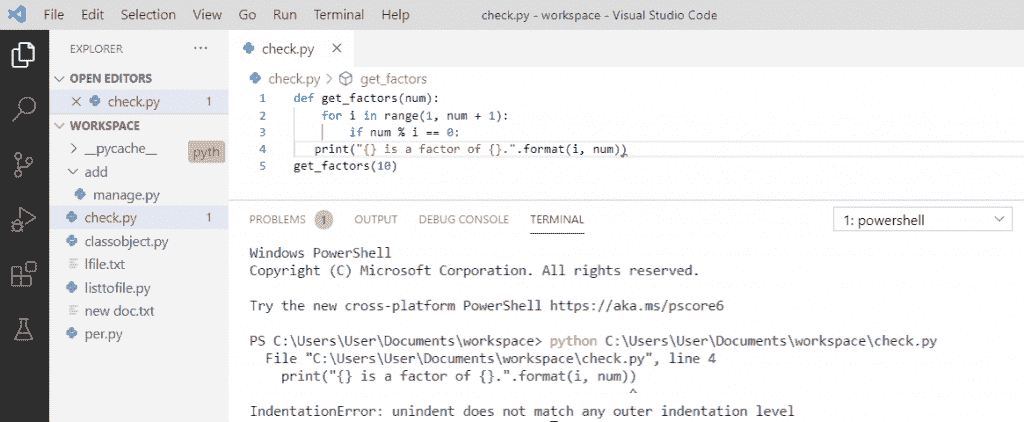 File Edit Selection View Go Run Terminal Help check.py - workspace - Visual Studio Code
EXPLORER ···
OPEN EDITORS
check.py 1
WORKSPACE
__pycache__
pyth
add
manage.py
check.py 1
classobject.py
lfile.txt
listtofile.py
new doc.txt
per.py
check.py
check.py > get_factors
1 def get_factors(num):
2     for i in range(1, num + 1):
3         if num % i == 0:
4    print("{} is a factor of {}.".format(i, num))
5 get_factors(10)
PROBLEMS 1 OUTPUT DEBUG CONSOLE TERMINAL 1: powershell
Windows PowerShell
Copyright (C) Microsoft Corporation. All rights reserved.
Try the new cross-platform PowerShell https://aka.ms/pscore6
PS C:\Users\User\Documents\workspace> python C:\Users\User\Documents\workspace\check.py
  File "C:\Users\User\Documents\workspace\check.py", line 4
    print("{} is a factor of {}.".format(i, num))
^
IndentationError: unindent does not match any outer indentation level